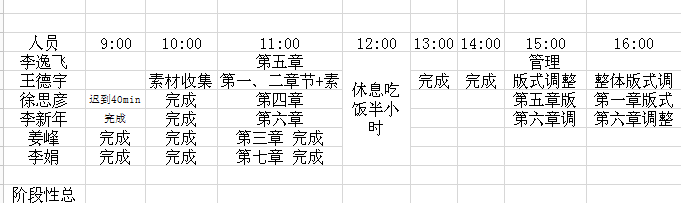 人员 9:00 10:00 11:00 12:00 13:00 14:00 15:00 16:00
李逸飞 第五章 管理
王德宇 素材收集 第一、二章节+素 完成 完成 版式调整 整体版式调
徐思彦 迟到40min 完成 第四章 第五章版 第一章版式
李新年 完成 完成 第六章 第六章调 第六章调整
休息吃
饭半小
时
姜峰 完成 完成 第三章 完成
李娟 完成 完成 第七章 完成
阶段性总